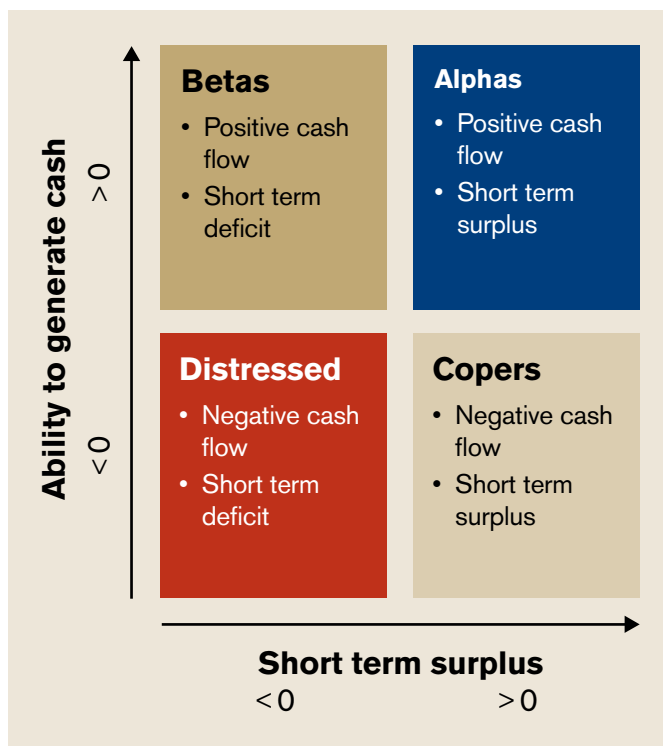 Ability to generate cash
> 0
< 0
Betas
• Positive cash
flow
• Short term
deficit
Alphas
• Positive cash
flow
• Short term
surplus
Distressed
• Negative cash
flow
• Short term
deficit
Copers
• Negative cash
flow
• Short term
surplus
Short term surplus
< 0 > 0